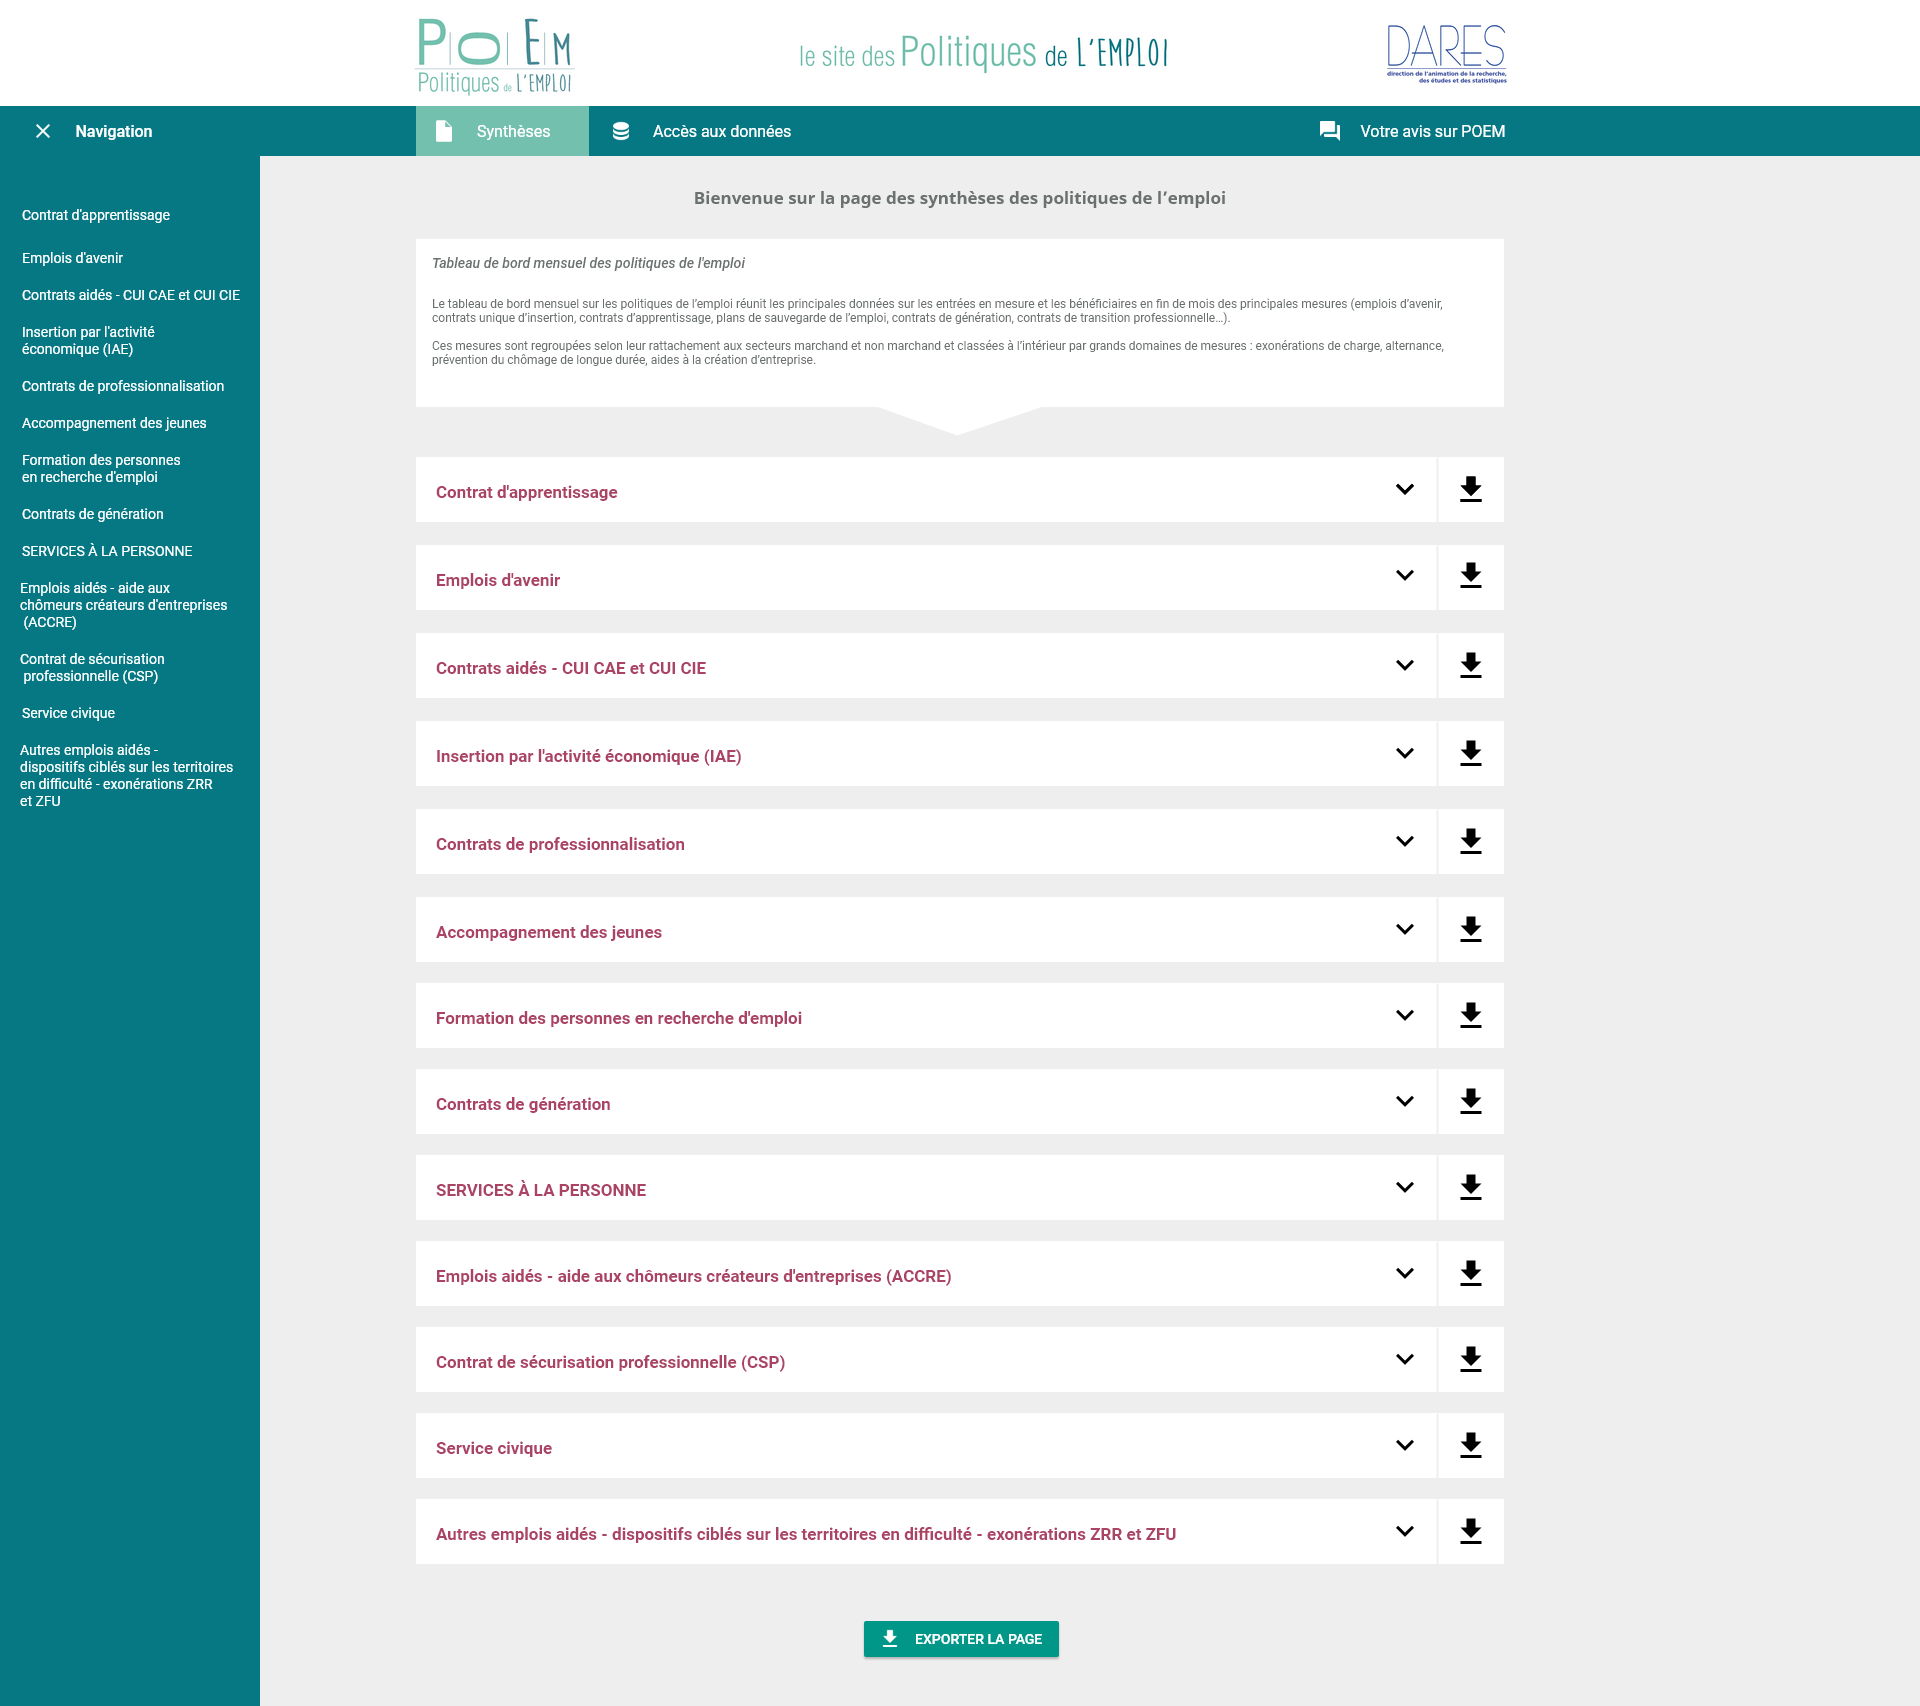 POEM
Politiques de L'EMPLOI
le site des Politiques de L'EMPLOI
DARES
direction de l'animation de la recherche,
des études et des statistiques
Navigation
Synthèses
Accès aux données
Votre avis sur POEM
Contrat d'apprentissage
Emplois d'avenir
Contrats aidés - CUI CAE et CUI CIE
Insertion par l'activité
économique (IAE)
Contrats de professionnalisation
Accompagnement des jeunes
Formation des personnes
en recherche d'emploi
Contrats de génération
SERVICES À LA PERSONNE
Emplois aidés - aide aux
chômeurs créateurs d'entreprises
(ACCRE)
Contrat de sécurisation
professionnelle (CSP)
Service civique
Autres emplois aidés -
dispositifs ciblés sur les territoires
en difficulté - exonérations ZRR
et ZFU
Bienvenue sur la page des synthèses des politiques de l’emploi
Tableau de bord mensuel des politiques de l'emploi
Le tableau de bord mensuel sur les politiques de l’emploi réunit les principales données sur les entrées en mesure et les bénéficiaires en fin de mois des principales mesures (emplois d’avenir,
contrats unique d’insertion, contrats d’apprentissage, plans de sauvegarde de l’emploi, contrats de génération, contrats de transition professionnelle…).
Ces mesures sont regroupées selon leur rattachement aux secteurs marchand et non marchand et classées à l’intérieur par grands domaines de mesures : exonérations de charge, alternance,
prévention du chômage de longue durée, aides à la création d’entreprise.
Contrat d'apprentissage
Emplois d'avenir
Contrats aidés - CUI CAE et CUI CIE
Insertion par l'activité économique (IAE)
Contrats de professionnalisation
Accompagnement des jeunes
Formation des personnes en recherche d'emploi
Contrats de génération
SERVICES À LA PERSONNE
Emplois aidés - aide aux chômeurs créateurs d'entreprises (ACCRE)
Contrat de sécurisation professionnelle (CSP)
Service civique
Autres emplois aidés - dispositifs ciblés sur les territoires en difficulté - exonérations ZRR et ZFU
EXPORTER LA PAGE